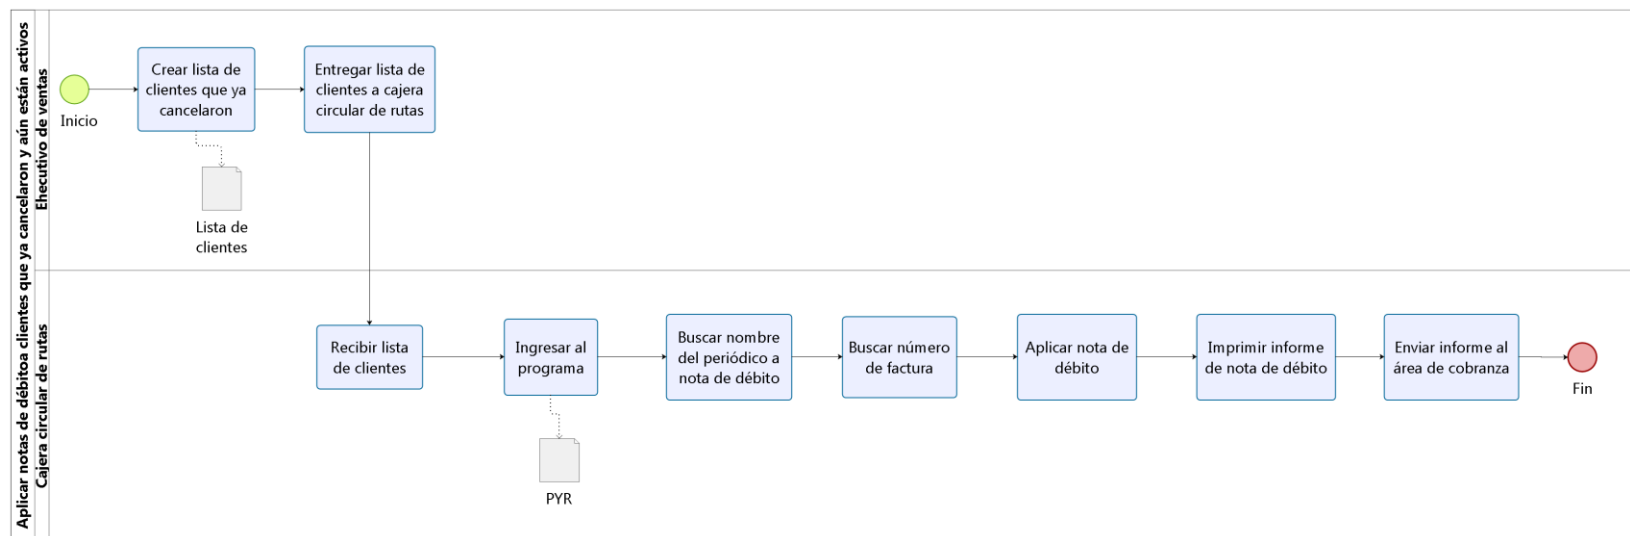 Aplicar notas de débitoa clientes que ya cancelaron y aún están activos
Ehecutivo de ventas
Inicio
Crear lista de
clientes que ya
cancelaron
Entregar lista de
clientes a cajera
circular de rutas
Lista de
clientes
Cajera circular de rutas
Recibir lista
de clientes
Ingresar al
programa
Buscar nombre
del periódico a
nota de débito
Buscar número
de factura
Aplicar nota de
débito
Imprimir informe
de nota de débito
Enviar informe al
área de cobranza
Fin
PYR